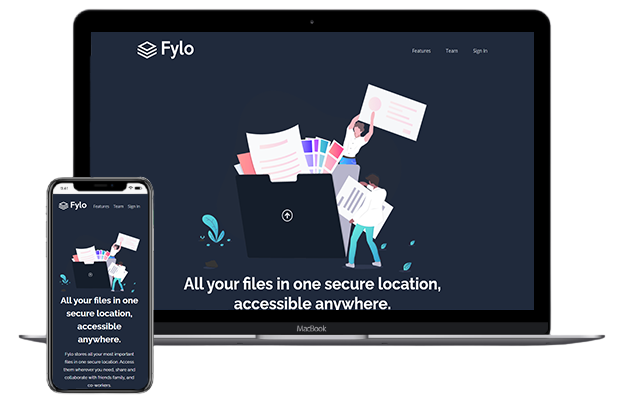 Fylo
Features Team Sign In
All your files in one secure location,
accessible anywhere.
MacBook
Fylo
Features Team Sign In
All your files in one
secure location,
accessible
anywhere.
Fylo stores all your most important
files in one secure location. Access
them wherever you need, share and
collaborate with friends family, and
co-workers.